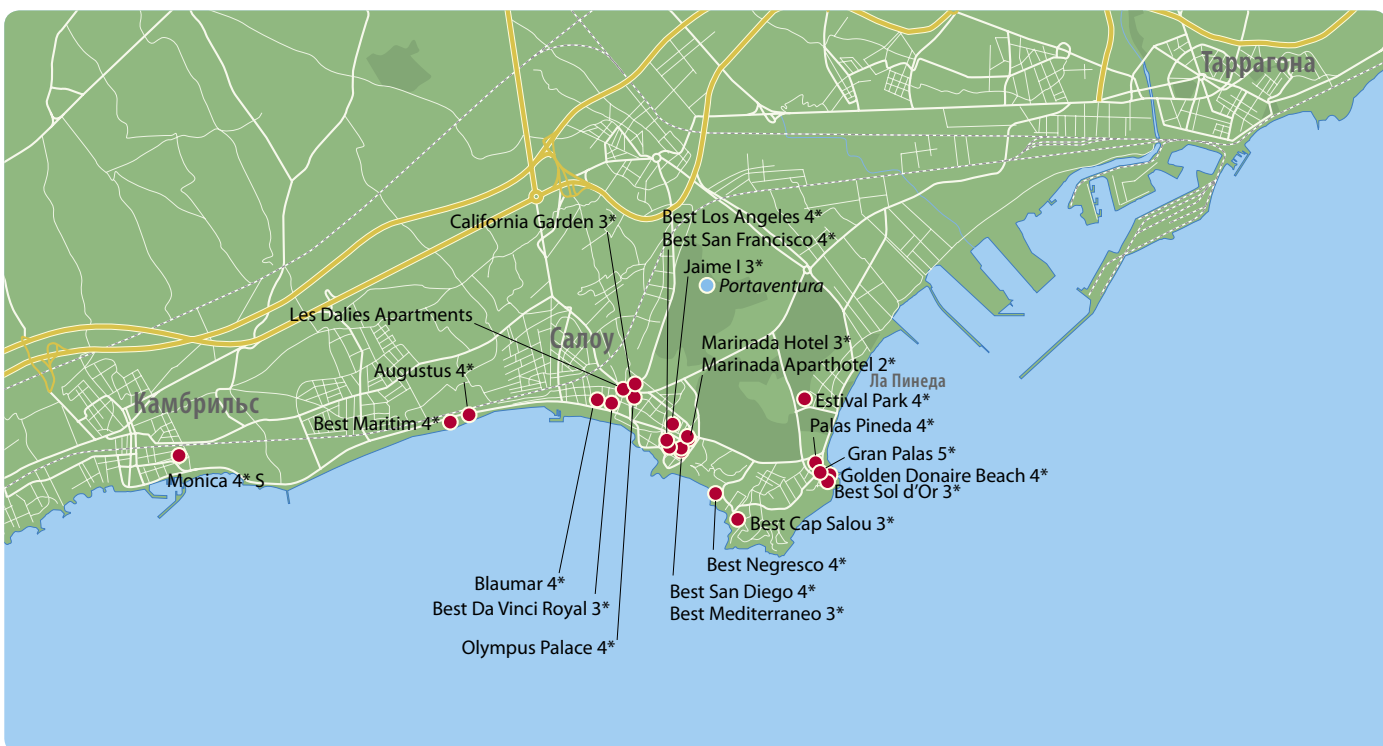 Таррагона
California Garden 3*
Best Los Angeles 4*
Best San Francisco 4*
Jaime I 3*
Portaventura
Les Dalies Apartments
Салоу
Marinada Hotel 3*
Marinada Aparthotel 2*
Augustus 4*
Ла Пинеда
Камбрильс
Estival Park 4*
Best Maritim 4*
Palas Pineda 4*
Gran Palas 5*
Monica 4* S
Golden Donaire Beach 4*
Best Sol d’Or 3*
Best Cap Salou 3*
Best Negresco 4*
Blaumar 4*
Best San Diego 4*
Best Da Vinci Royal 3*
Best Mediterraneo 3*
Olympus Palace 4*